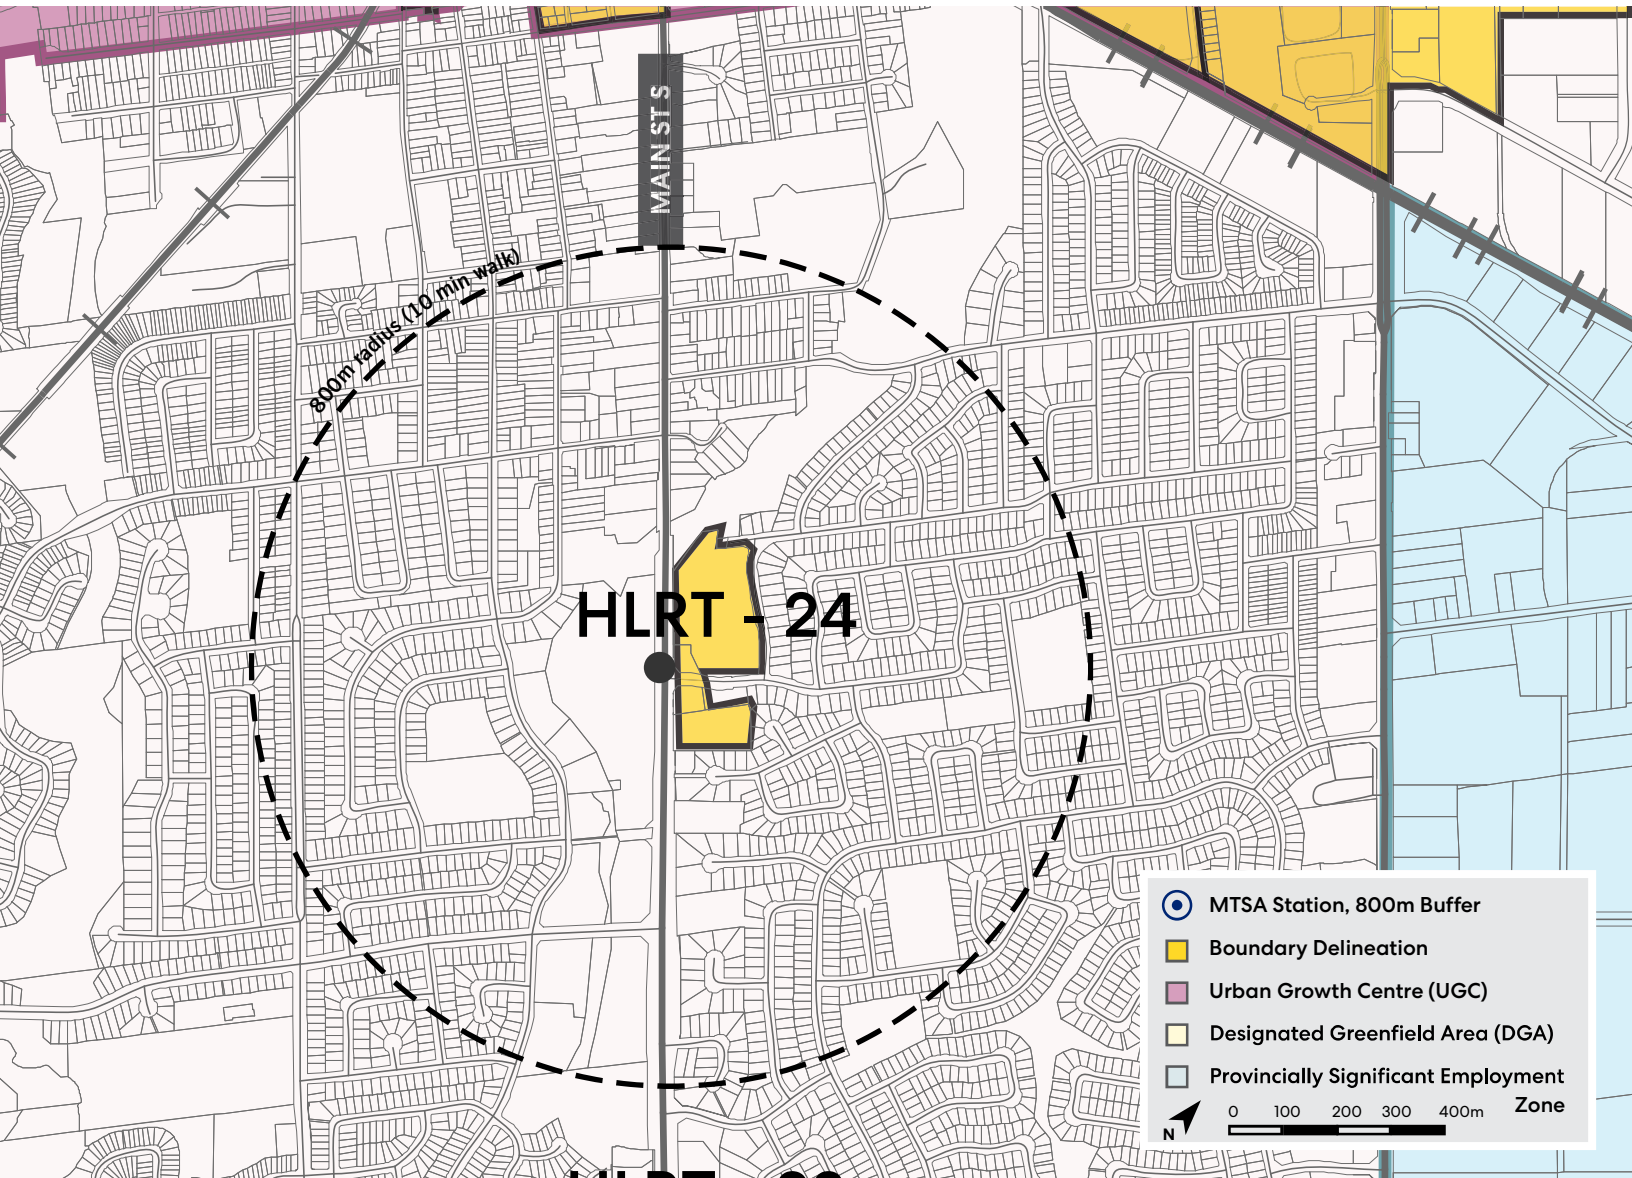 MAIN ST S
800m radius (10 min walk)
HLRT - 24
MTSA Station, 800m Buffer
Boundary Delineation
Urban Growth Centre (UGC)
Designated Greenfield Area (DGA)
Provincially Significant Employment
Zone
N
0 100 200 300 400m